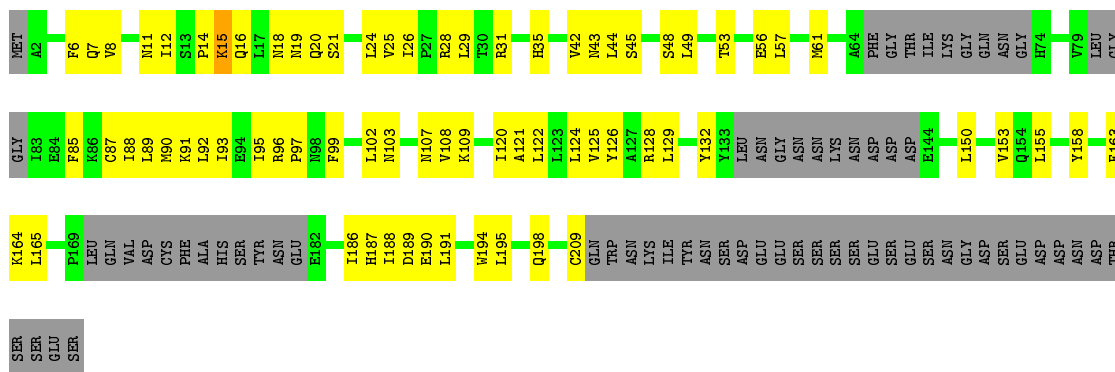 MET A2 F6 Q7 V8 N11 I12 S13 P14 K15 Q16 L17 N18 N19 Q20 S21 L24 V25 I26 P27 R28 L29 T30 R31 H35 V42 N43 L44 S45 S48 L49 T53 E56 L57 M61 A64 PHE GLY THR ILE LYS GLY GLN ASN GLY H74 V79 LEU GLY
GLY I83 E84 F85 K86 C87 I88 L89 M90 K91 L92 I93 E94 I95 R96 P97 N98 F99 L102 N103 N107 V108 K109 I120 A121 L122 L123 L124 V125 Y126 A127 R128 L129 Y132 Y133 LEU ASN GLY ASN ASN LYS ASN ASP ASP ASP E144 L150 V153 Q154 L155 Y158
K164 L165 P169 LEU GLN VAL ASP CYS PHE ALA HIS SER TYR ASN GLU E182 I186 H187 I188 D189 E190 L191 W194 L195 Q198 C209 GLN TRP ASN LYS ILE TYR ASN SER SER ASP GLU GLU SER SER SER SER GLU SER GLU SER ASN GLY ASP SER GLU ASP ASP ASN ASP THR
SER SER GLU SER